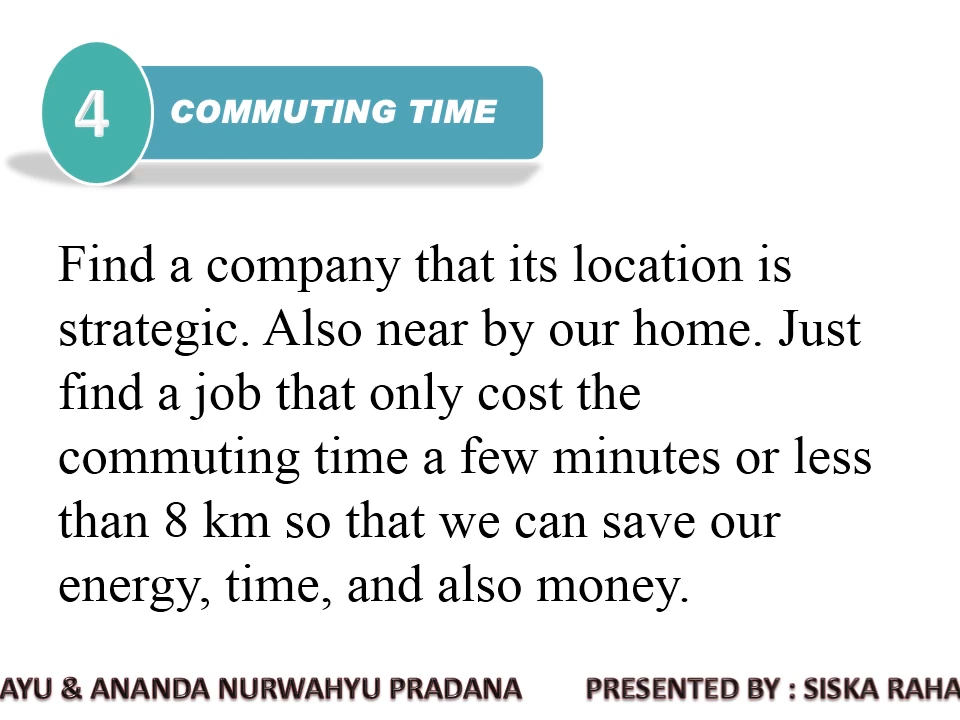 4
COMMUTING TIME
Find a company that its location is
strategic. Also near by our home. Just
find a job that only cost the
commuting time a few minutes or less
than 8 km so that we can save our
energy, time, and also money.
AYU & ANANDA NURWAHYU PRADANA PRESENTED BY : SISKA RAHA